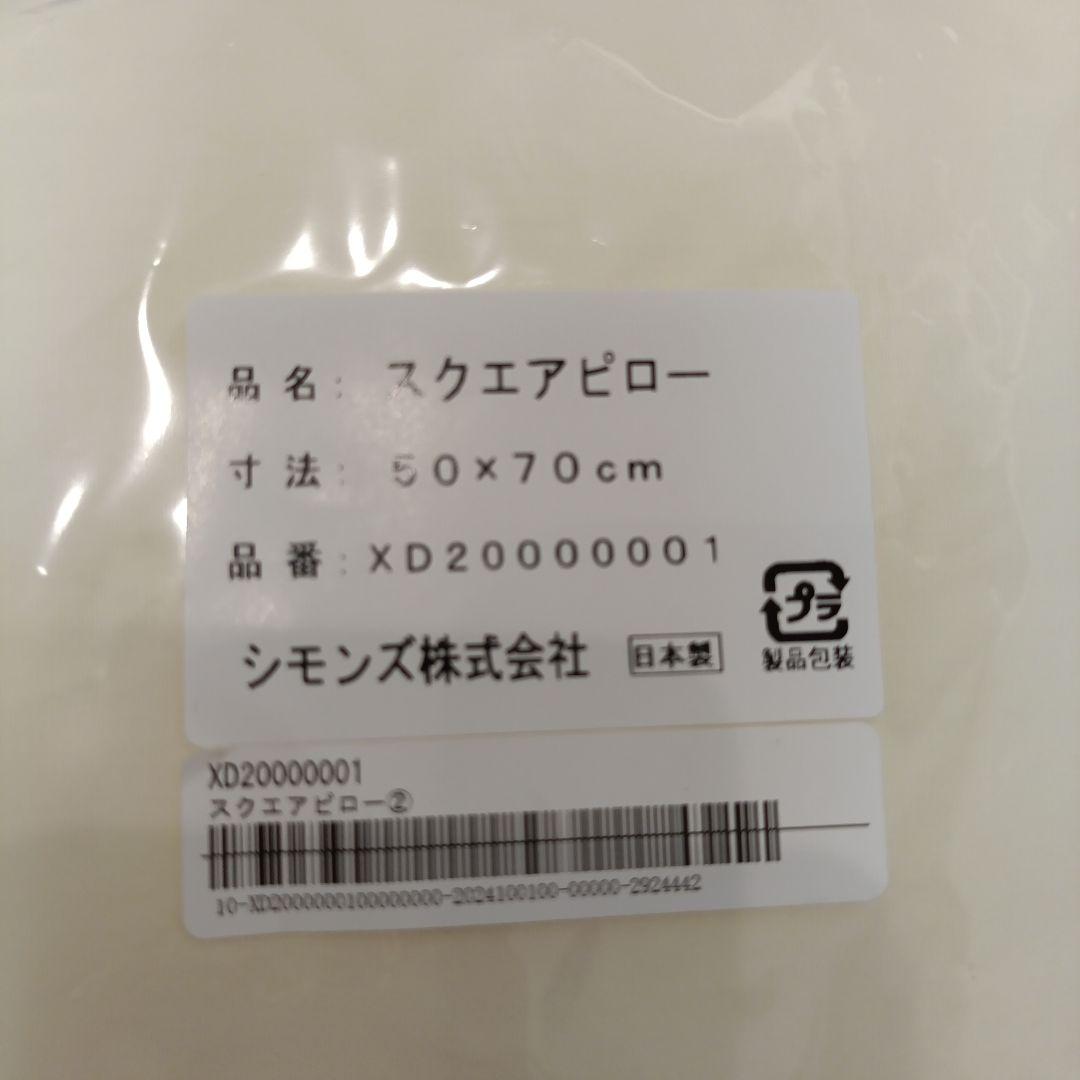 品名: スクエアピロー
寸法: 50×70cm
品番: XD20000001
プラ
シモンズ株式会社 日本製 製品包装
XD20000001
スクエアピロー②
10-XD2000000100000000-2024100100-00000-2924442